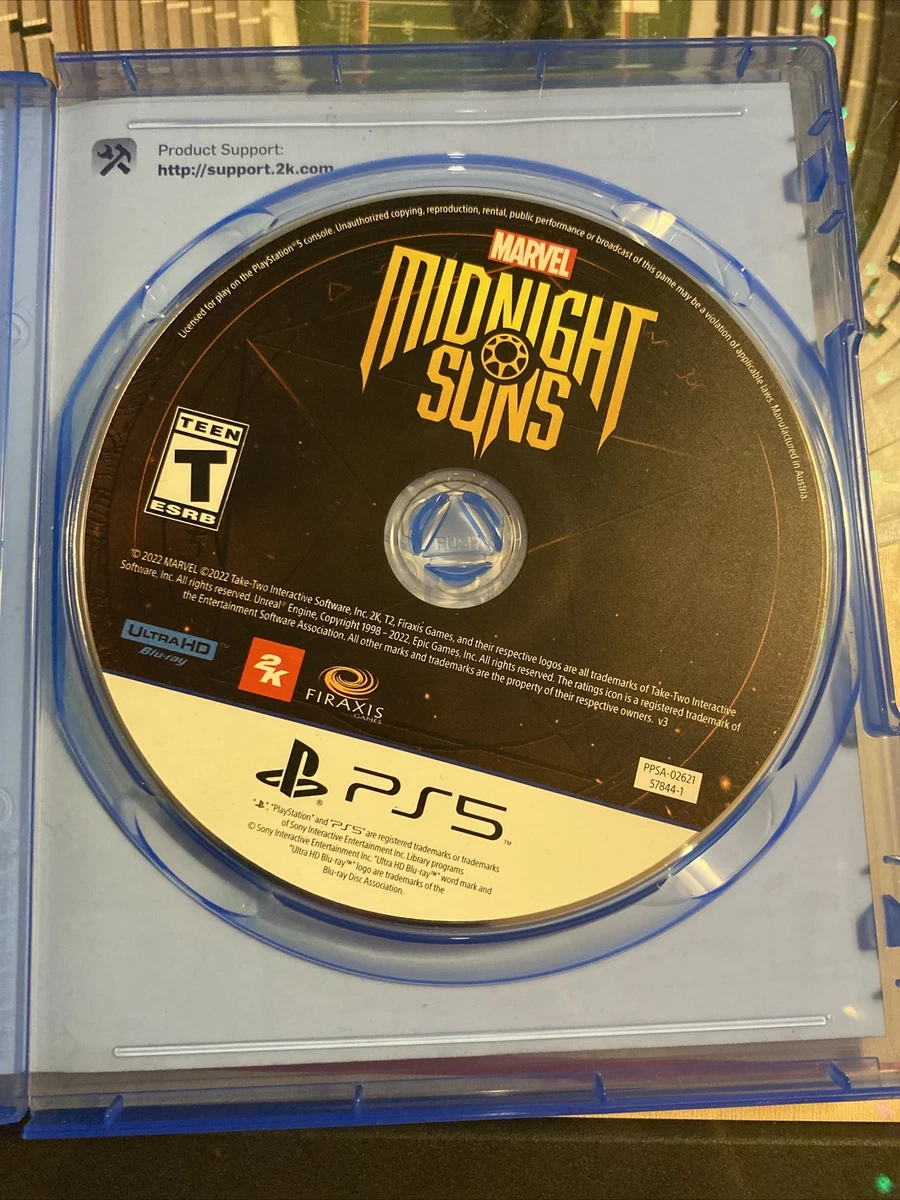 Product Support:
http://support.2k.com
Licensed for play on the PlayStation®5 console. Unauthorized copying, reproduction, rental, public performance or broadcast of this game may be a violation of applicable laws. Manufactured in Austria.
MARVEL
MIDNIGHT
SUNS
TEEN
T
ESRB
PUSH
© 2022 MARVEL ©2022 Take-Two Interactive Software, Inc. 2K, T2, Firaxis Games, and their respective logos are all trademarks of Take-Two Interactive
Software, Inc. All rights reserved. Unreal® Engine, Copyright 1998 – 2022, Epic Games, Inc. All rights reserved. The ratings icon is a registered trademark of
the Entertainment Software Association. All other marks and trademarks are the property of their respective owners. v3
ULTRA HD™
Blu-ray
2K
FIRAXIS
GAMES
PPSA-02621
57844-1
® PS5™
" ", "PlayStation" and "PS5" are registered trademarks or trademarks
of Sony Interactive Entertainment Inc. Library programs
© Sony Interactive Entertainment Inc. "Ultra HD Blu-ray™" word mark and
"Ultra HD Blu-ray™" logo are trademarks of the
Blu-ray Disc Association.